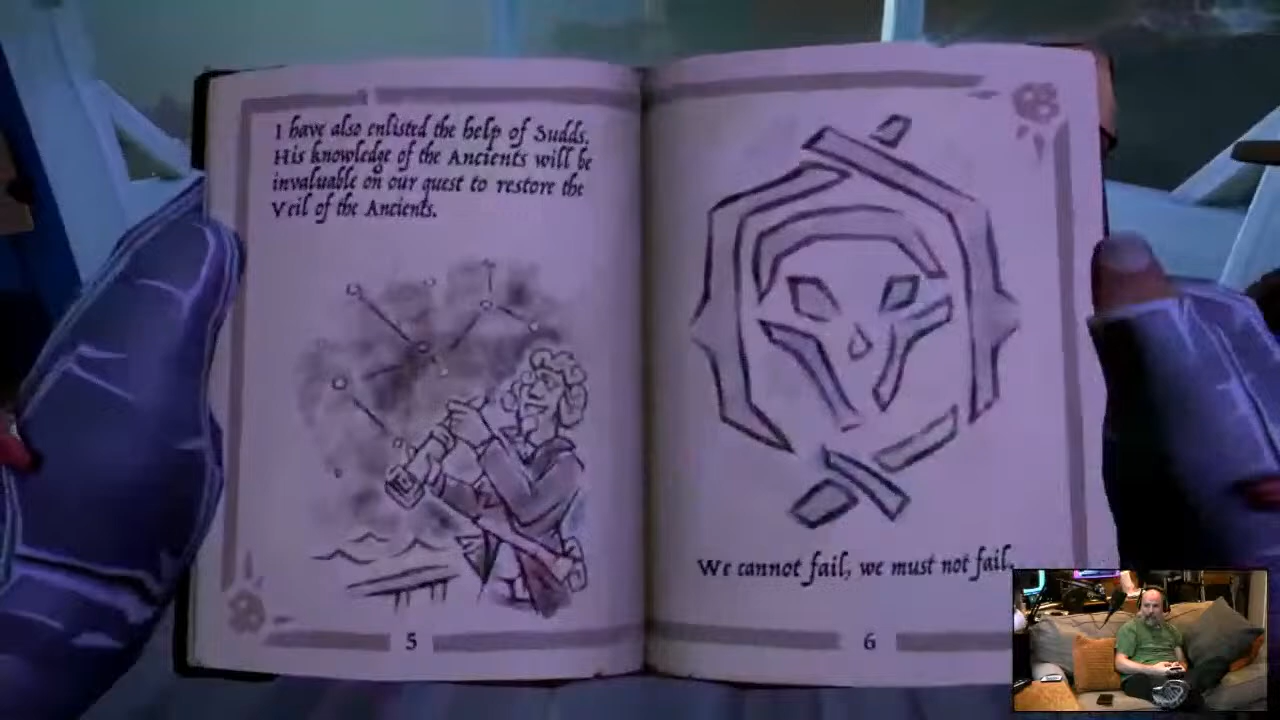 I have also enlisted the help of Sudds.
His knowledge of the Ancients will be
invaluable on our quest to restore the
Veil of the Ancients.
5
We cannot fail, we must not fail.
6